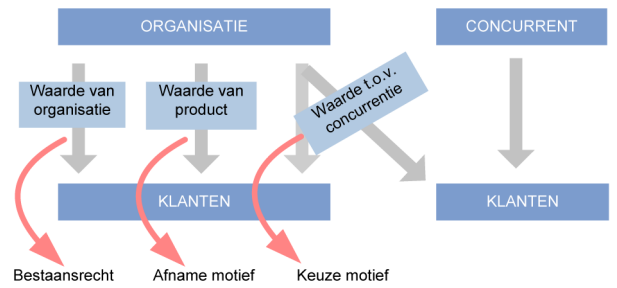 ORGANISATIE
CONCURRENT
Waarde van
organisatie
Waarde van
product
Waarde t.o.v.
concurrentie
KLANTEN
KLANTEN
Bestaansrecht
Afname motief
Keuze motief